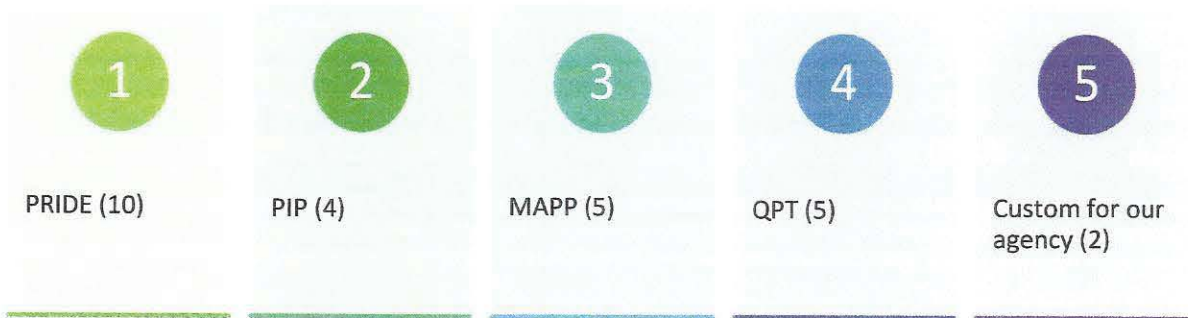 1
PRIDE (10)
2
PIP (4)
3
MAPP (5)
4
QPT (5)
5
Custom for our
agency (2)